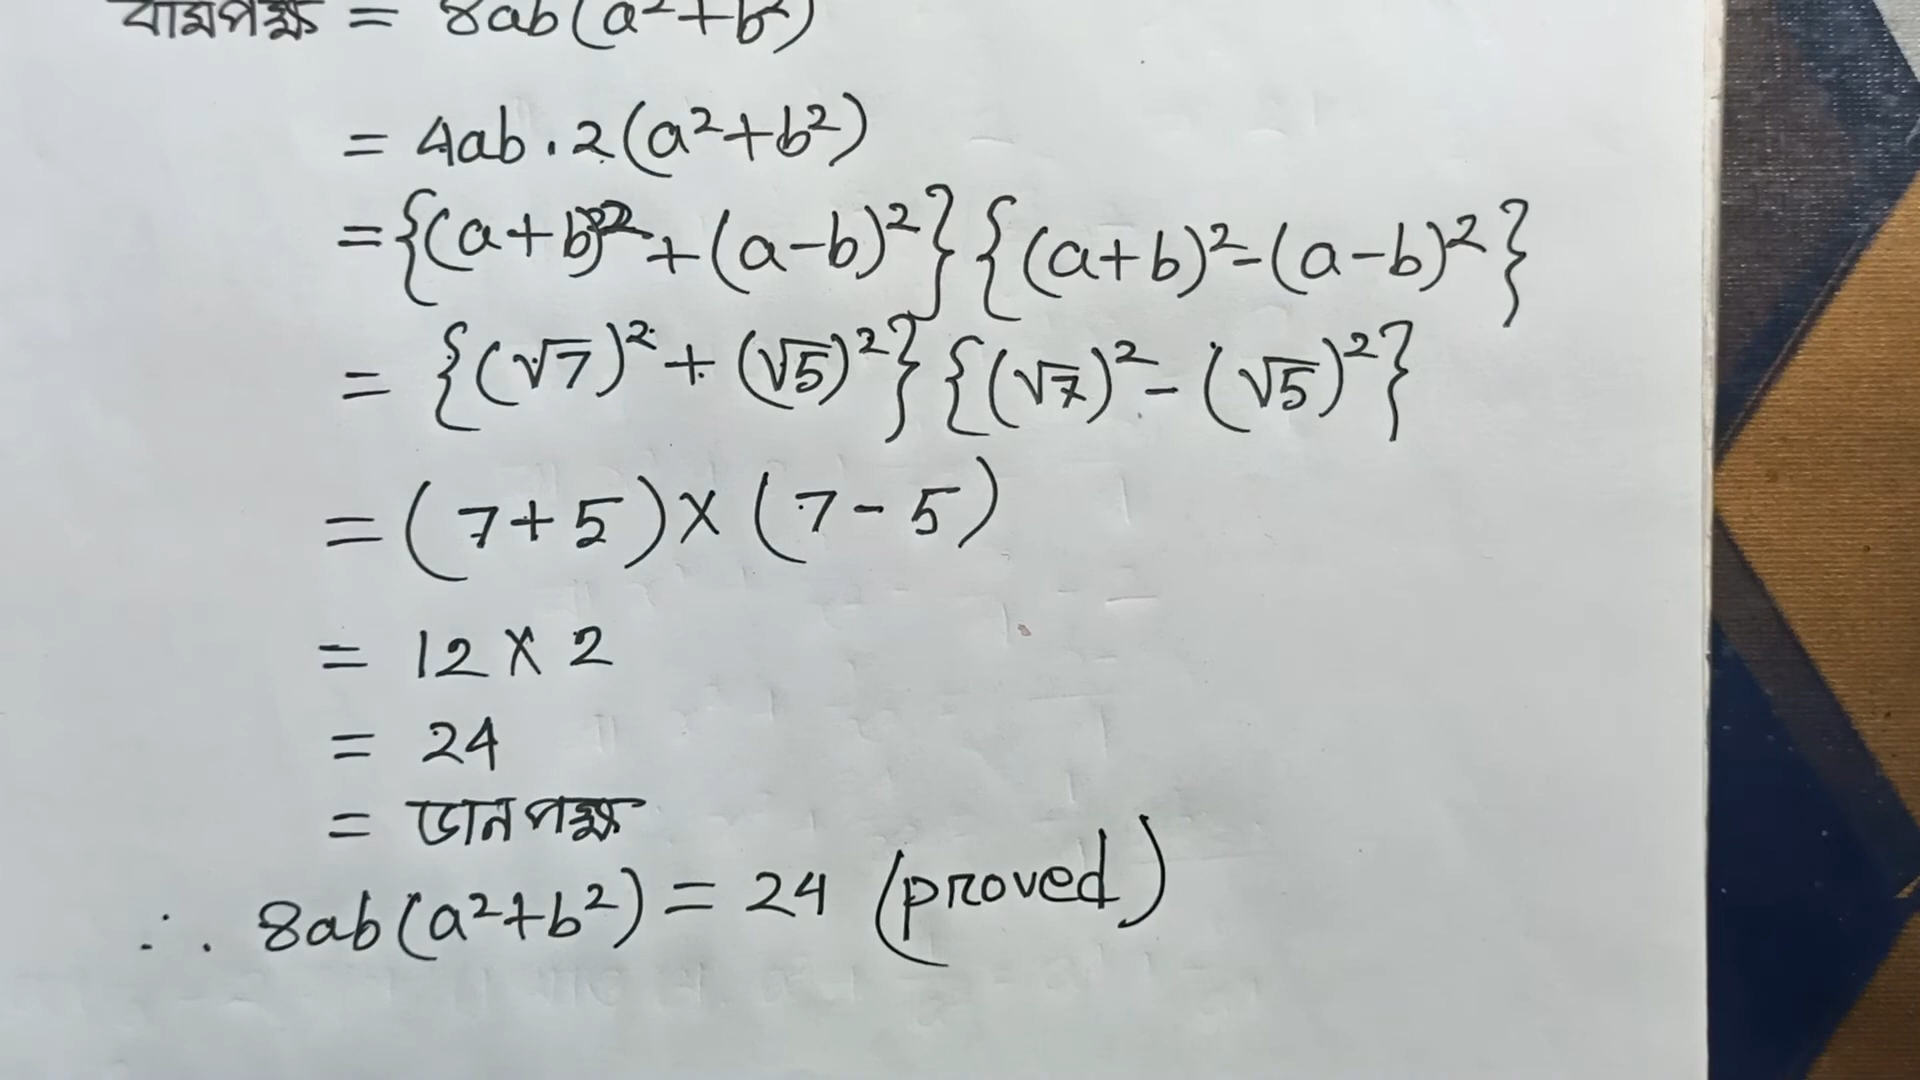 বামপক্ষ = 8ab(a²+b²)
= 4ab . 2(a²+b²)
={(a+b)²+(a-b)²}{(a+b)²-(a-b)²}
= {(√7)²+(√5)²}{(√7)²-(√5)²}
= (7+5)×(7-5)
= 12 × 2
= 24
= ডানপক্ষ
∴ 8ab(a²+b²) = 24 (proved)